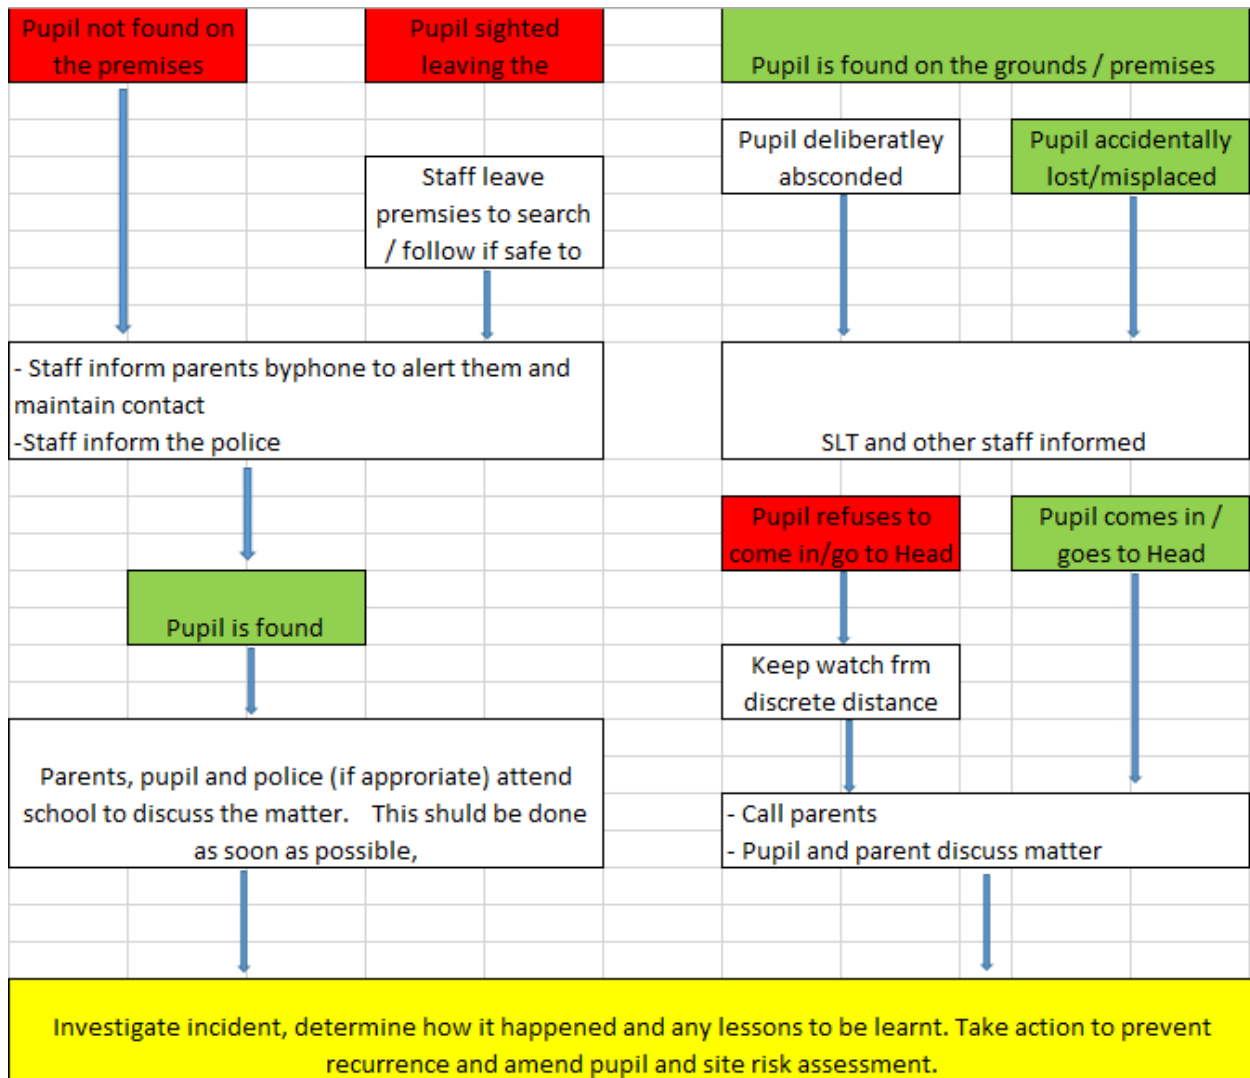 Pupil not found on
the premises
Pupil sighted
leaving the
Pupil is found on the grounds / premises
Pupil deliberatley
absconded
Pupil accidentally
lost/misplaced
Staff leave
premsies to search
/ follow if safe to
- Staff inform parents byphone to alert them and
maintain contact
-Staff inform the police
SLT and other staff informed
Pupil refuses to
come in/go to Head
Pupil comes in /
goes to Head
Pupil is found
Keep watch frm
discrete distance
Parents, pupil and police (if approriate) attend
school to discuss the matter. This shuld be done
as soon as possible,
- Call parents
- Pupil and parent discuss matter
Investigate incident, determine how it happened and any lessons to be learnt. Take action to prevent
recurrence and amend pupil and site risk assessment.